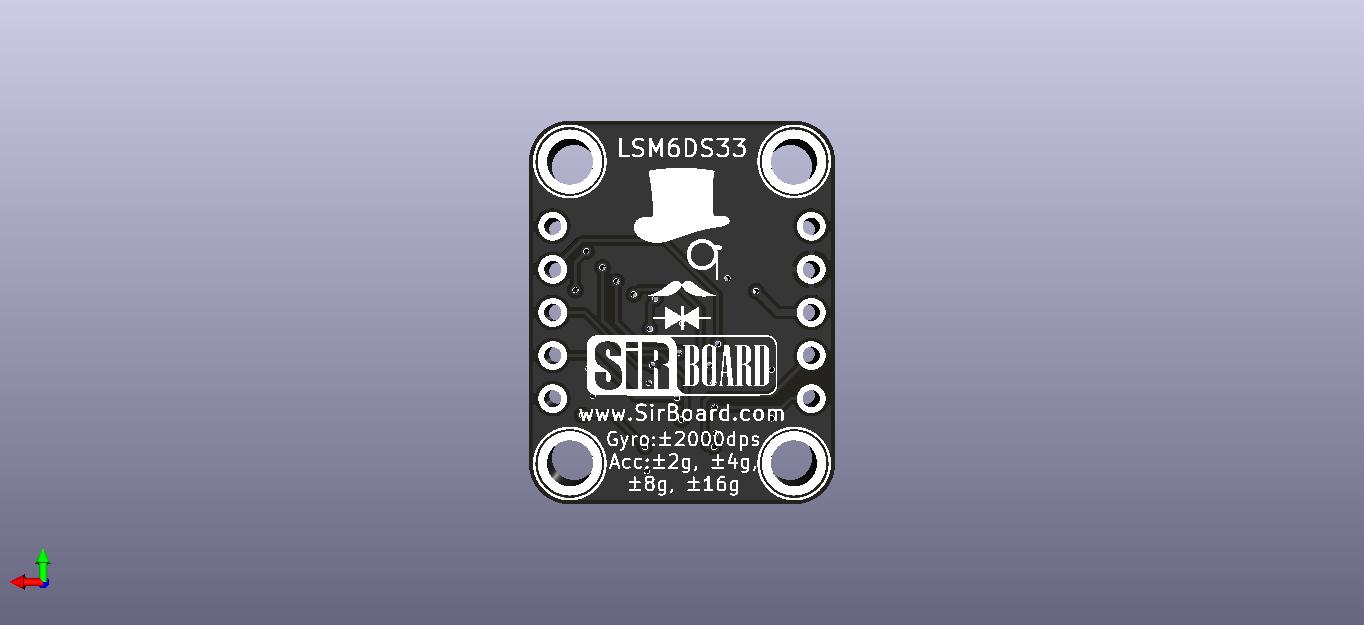 LSM6DS33
SiR BOARD
www.SirBoard.com
Gyro:±2000dps
Acc:±2g, ±4g,
±8g, ±16g